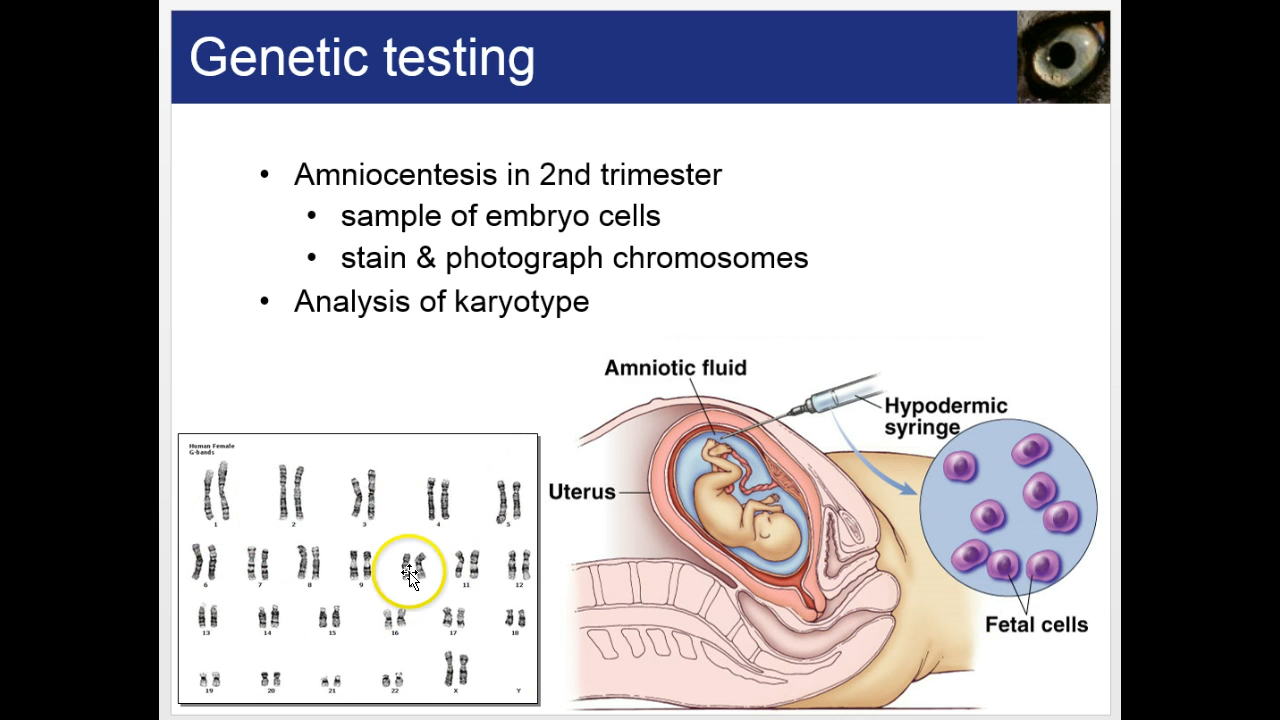 Genetic testing
• Amniocentesis in 2nd trimester
• sample of embryo cells
• stain & photograph chromosomes
• Analysis of karyotype
Amniotic fluid
Hypodermic
syringe
Uterus
Fetal cells
Human Female
G-bands
1 2 3 4 5
6 7 8 9 11 12
13 14 15 16 17 18
19 20 21 22 X Y